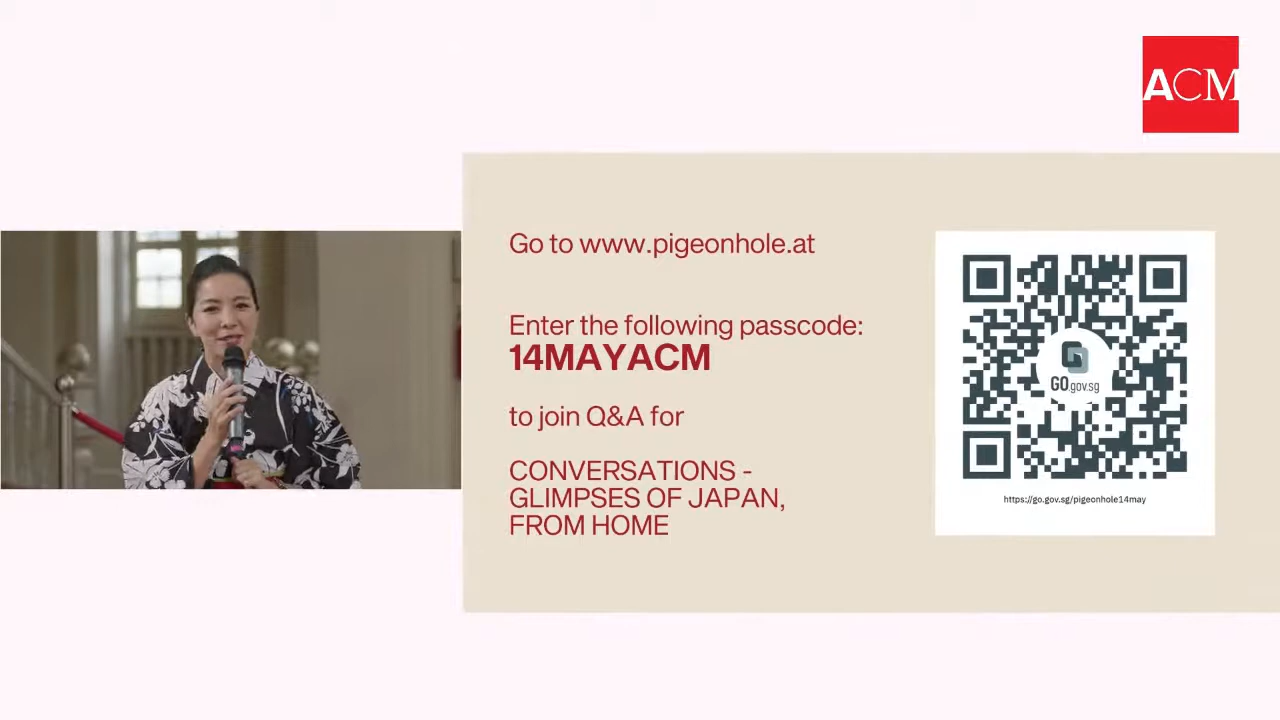 ACM
Go to www.pigeonhole.at
Enter the following passcode:
14MAYACM
to join Q&A for
CONVERSATIONS -
GLIMPSES OF JAPAN,
FROM HOME
GO.gov.sg
https://go.gov.sg/pigeonhole14may